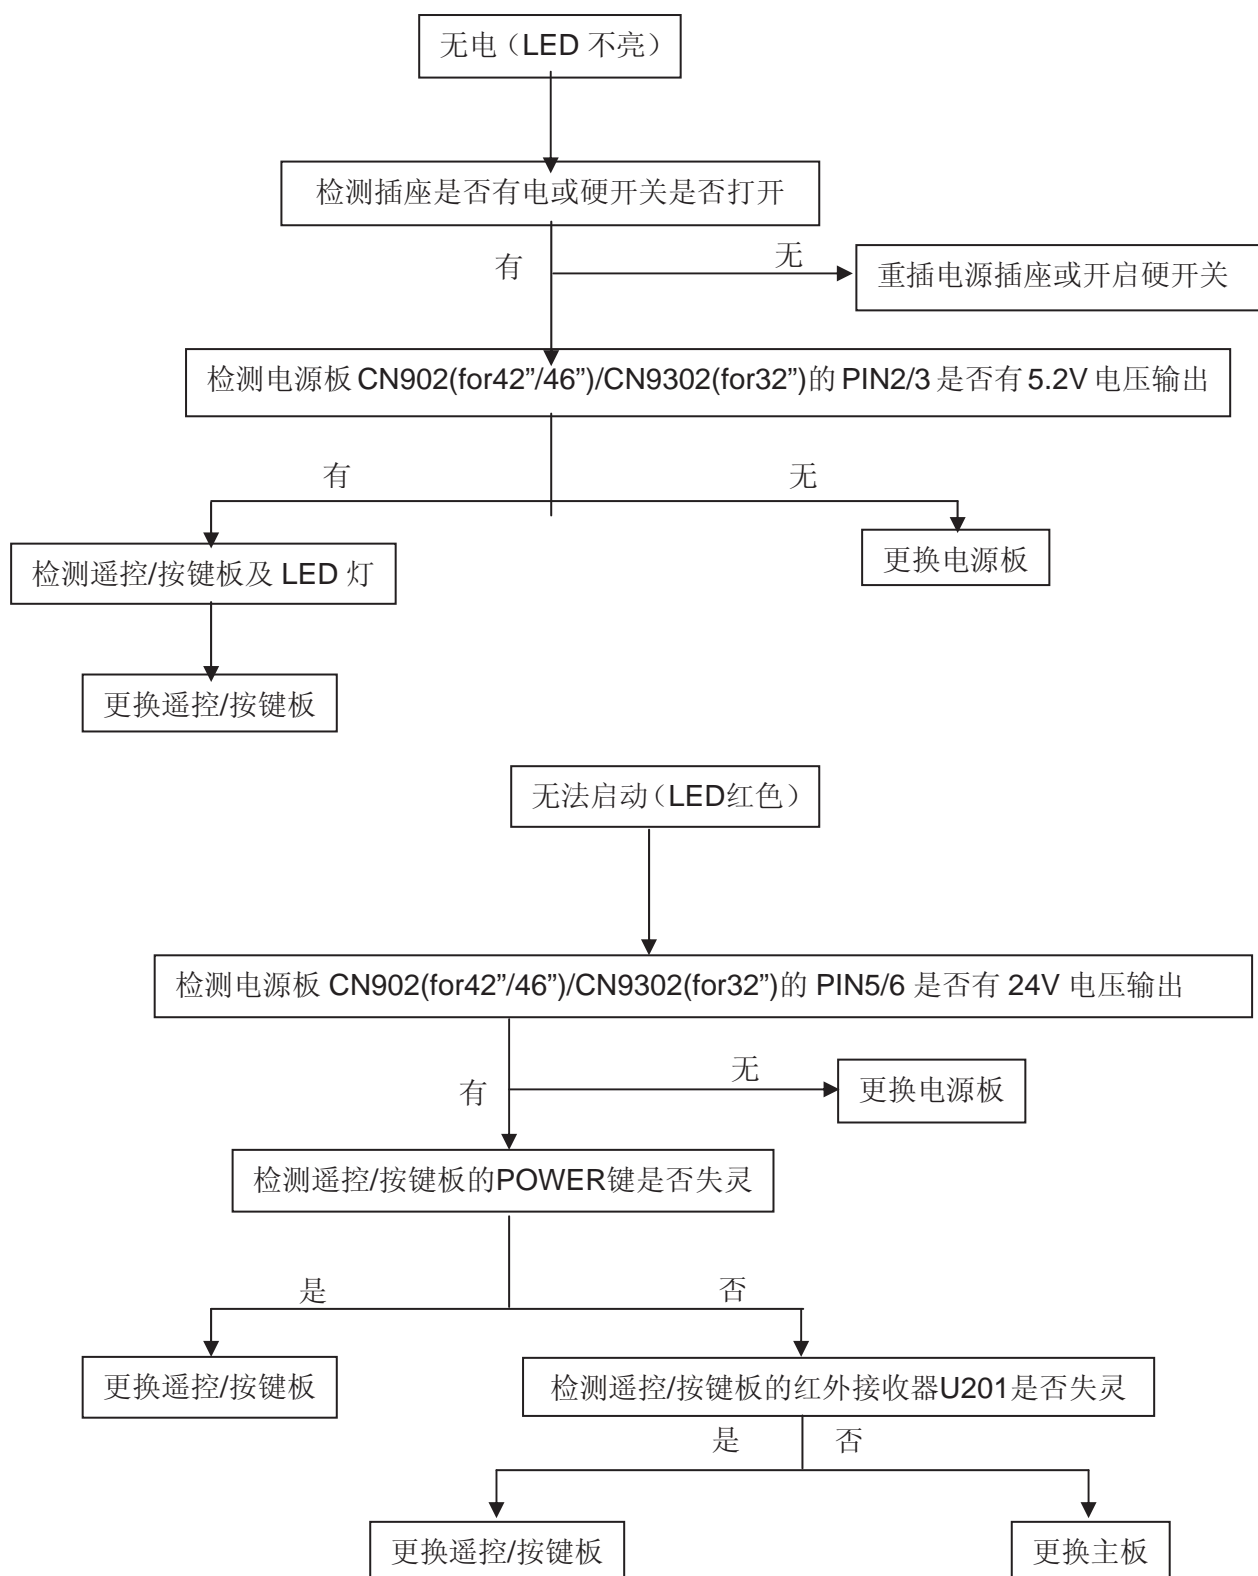 无电（LED 不亮）
检测插座是否有电或硬开关是否打开
有
无
重插电源插座或开启硬开关
检测电源板 CN902(for42”/46”)/CN9302(for32”)的 PIN2/3 是否有 5.2V 电压输出
有
无
检测遥控/按键板及 LED 灯
更换电源板
更换遥控/按键板
无法启动（LED红色）
检测电源板 CN902(for42”/46”)/CN9302(for32”)的 PIN5/6 是否有 24V 电压输出
有
无
更换电源板
检测遥控/按键板的POWER键是否失灵
是
否
更换遥控/按键板
检测遥控/按键板的红外接收器U201是否失灵
是
否
更换遥控/按键板
更换主板